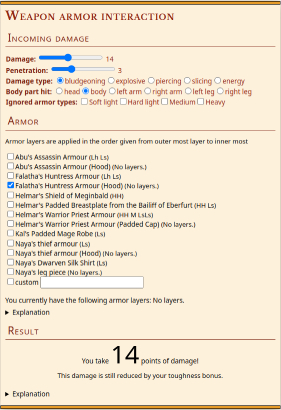 Weapon armor interaction
Incoming damage
Damage: 14
Penetration: 3
Damage type: bludgeoning explosive piercing slicing energy
Body part hit: head body left arm right arm left leg right leg
Ignored armor types: Soft light Hard light Medium Heavy
Armor
Armor layers are applied in the order given from outer most layer to inner most
Abu's Assassin Armour (Lh Ls)
Abu's Assassin Armour (Hood) (No layers.)
Falatha's Huntress Armour (Lh Ls)
Falatha's Huntress Armour (Hood) (No layers.)
Helmar's Shield of Meginbald (HH)
Helmar's Padded Breastplate from the Bailiff of Eberfurt (HH Ls)
Helmar's Warrior Priest Armour (HH M LsLs)
Helmar's Warrior Priest Armour (Padded Cap) (No layers.)
Kal's Padded Mage Robe (Ls)
Naya's thief armour (Ls)
Naya's thief armour (Hood) (No layers.)
Naya's Dwarven Silk Shirt (Ls)
Naya's leg piece (No layers.)
custom
You currently have the following armor layers: No layers.
▶ Explanation
Result
You take 14 points of damage!
This damage is still reduced by your toughness bonus.
▶ Explanation